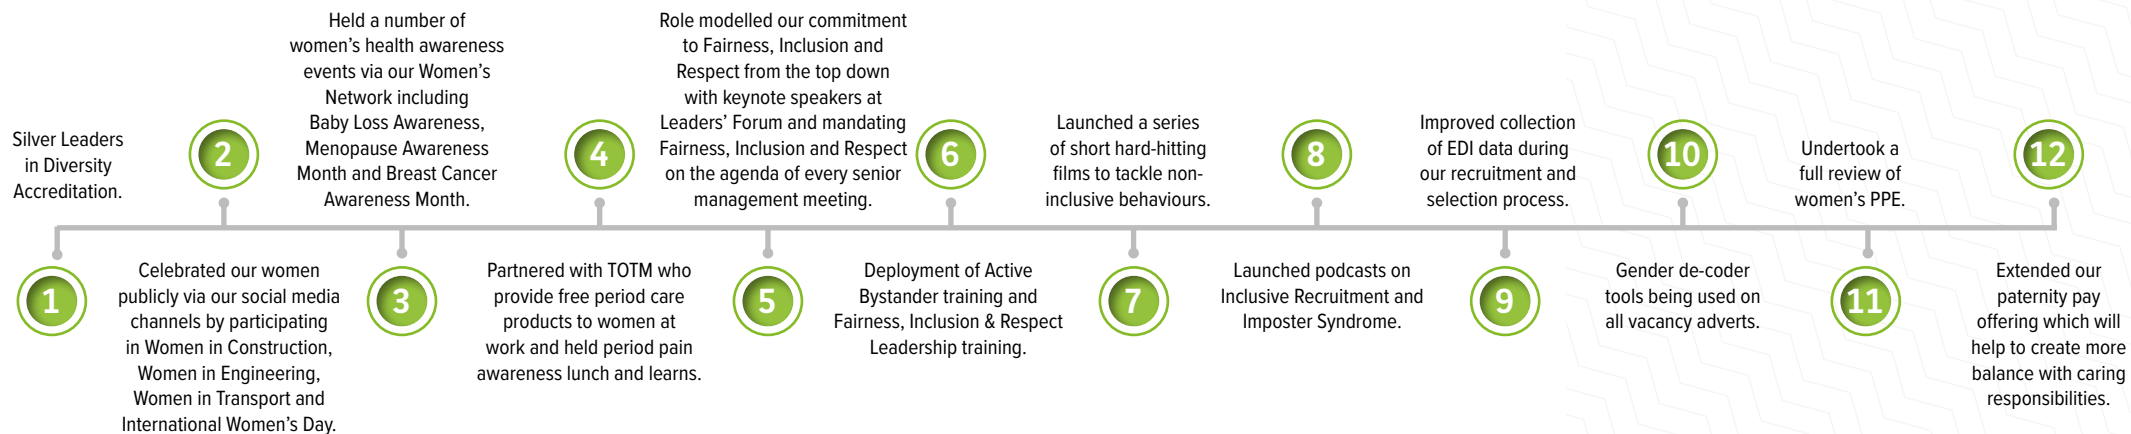 1
Silver Leaders
in Diversity
Accreditation.
2
Celebrated our women
publicly via our social media
channels by participating
in Women in Construction,
Women in Engineering,
Women in Transport and
International Women’s Day.
3
Held a number of
women’s health awareness
events via our Women’s
Network including
Baby Loss Awareness,
Menopause Awareness
Month and Breast Cancer
Awareness Month.
4
Partnered with TOTM who
provide free period care
products to women at
work and held period pain
awareness lunch and learns.
5
Role modelled our commitment
to Fairness, Inclusion and
Respect from the top down
with keynote speakers at
Leaders’ Forum and mandating
Fairness, Inclusion and Respect
on the agenda of every senior
management meeting.
6
Deployment of Active
Bystander training and
Fairness, Inclusion & Respect
Leadership training.
7
Launched a series
of short hard-hitting
films to tackle non-
inclusive behaviours.
8
Launched podcasts on
Inclusive Recruitment and
Imposter Syndrome.
9
Improved collection
of EDI data during
our recruitment and
selection process.
10
Gender de-coder
tools being used on
all vacancy adverts.
11
Undertook a
full review of
women’s PPE.
12
Extended our
paternity pay
offering which will
help to create more
balance with caring
responsibilities.